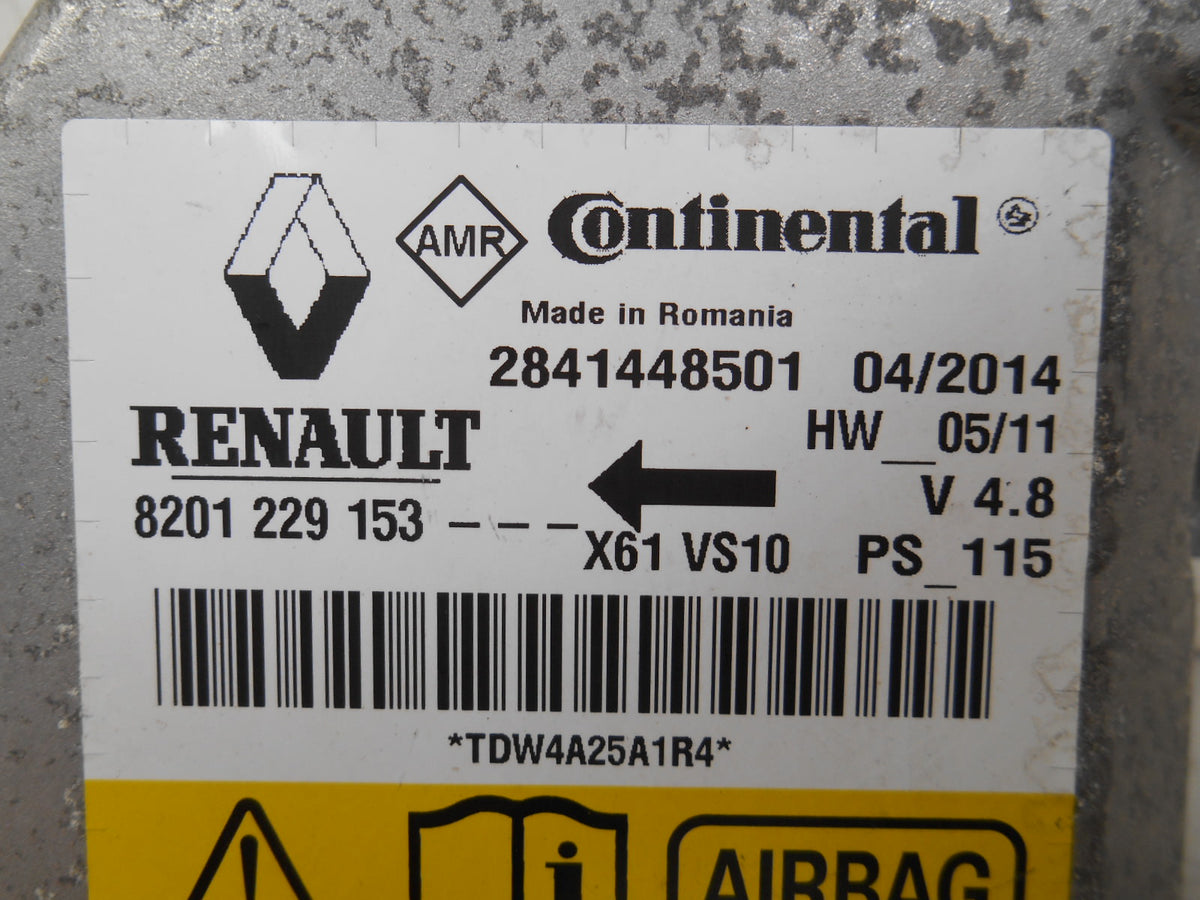 AMR
Continental
Made in Romania
2841448501 04/2014
RENAULT
HW__05/11
V 4.8
8201 229 153 _ _ _
X61 VS10 PS_115
*TDW4A25A1R4*
i
AIRBAG